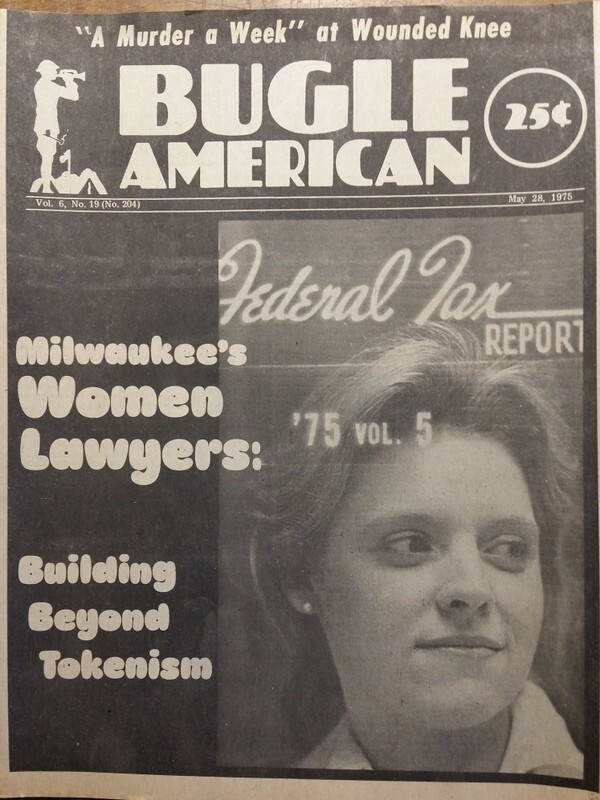 "A Murder a Week" at Wounded Knee
BUGLE
AMERICAN
25¢
Vol. 6, No. 19 (No. 204)
May 28, 1975
Federal Tax
REPORT
'75 VOL. 5
Milwaukee's
Women
Lawyers:
Building
Beyond
Tokenism